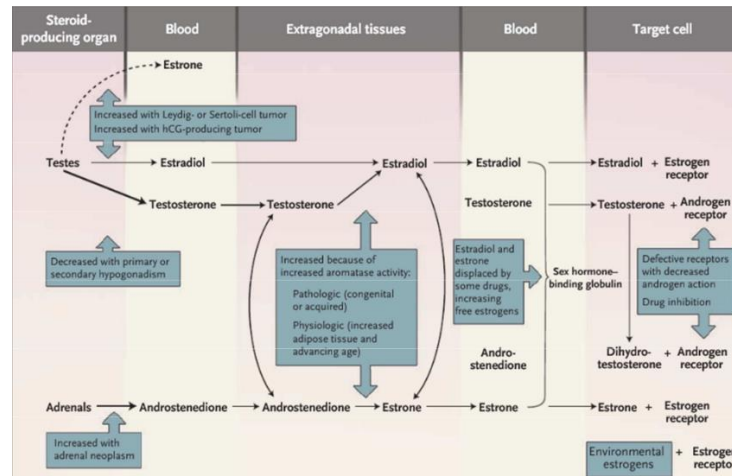 Steroid-
producing organ
Blood
Extragonadal tissues
Blood
Target cell
Estrone
Increased with Leydig- or Sertoli-cell tumor
Increased with hCG-producing tumor
Testes
Estradiol
Estradiol
Estradiol
Estradiol + Estrogen
receptor
Testosterone
Testosterone
Testosterone
Testosterone + Androgen
receptor
Decreased with primary or
secondary hypogonadism
Increased because of
increased aromatase activity:
Pathologic (congenital
or acquired)
Physiologic (increased
adipose tissue and
advancing age)
Estradiol and
estrone
displaced by
some drugs,
increasing
free estrogens
Sex hormone–
binding globulin
Defective receptors
with decreased
androgen action
Drug inhibition
Andro-
stenedione
Dihydro-
testosterone + Androgen
receptor
Adrenals
Androstenedione
Androstenedione
Estrone
Estrone
Estrone + Estrogen
receptor
Increased with
adrenal neoplasm
Environmental
estrogens
+ Estrogen
receptor